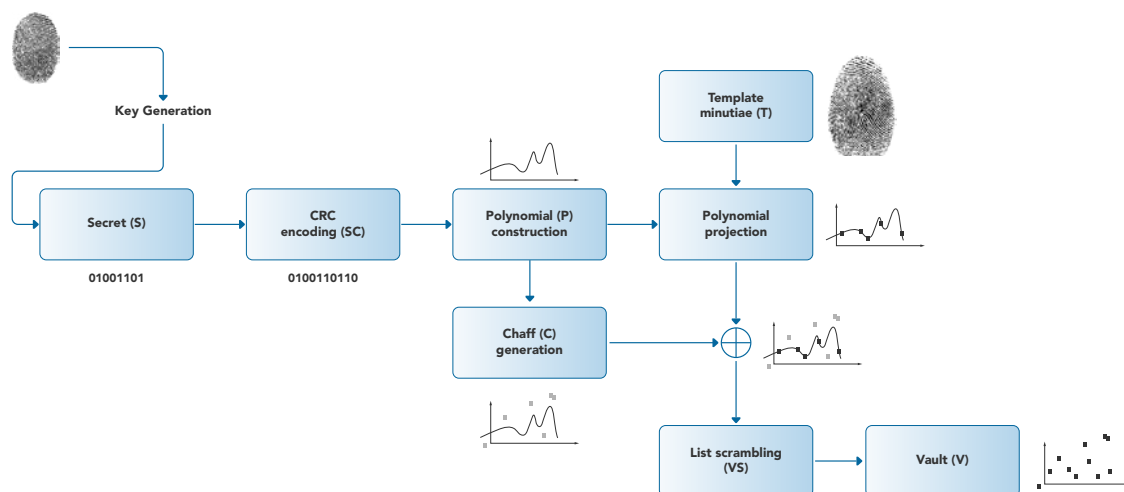 Key Generation
Template
minutiae (T)
Secret (S)
CRC
encoding (SC)
Polynomial (P)
construction
Polynomial
projection
01001101
0100110110
Chaff (C)
generation
List scrambling
(VS)
Vault (V)